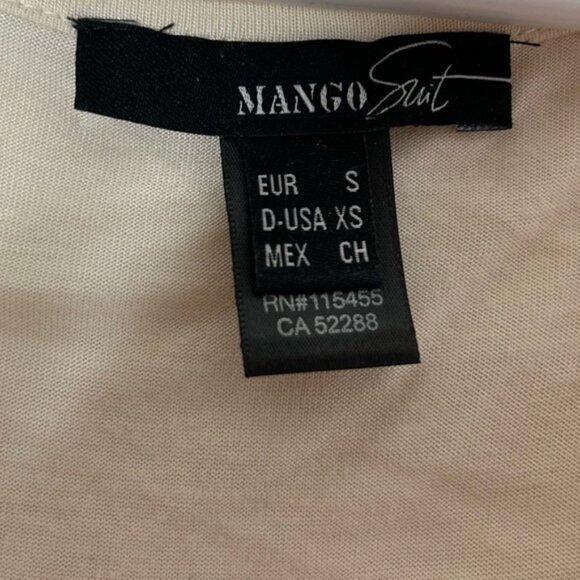 MANGO Suit
EUR S
D-USA XS
MEX CH
RN#115455
CA 52288